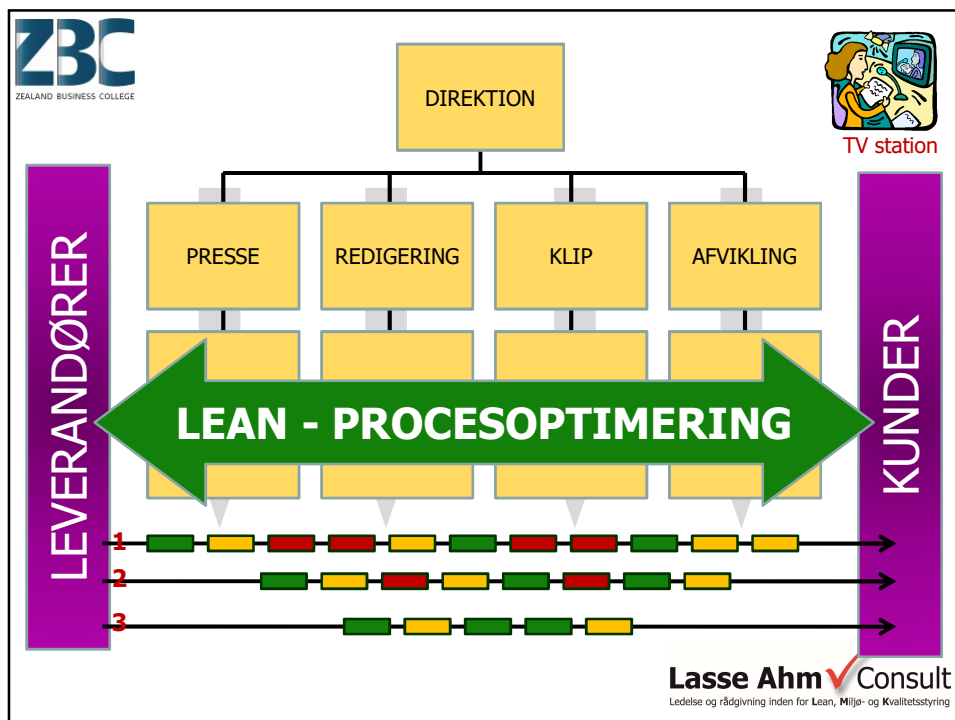 ZBC
ZEALAND BUSINESS COLLEGE
DIREKTION
TV station
LEVERANDØRER
PRESSE
REDIGERING
KLIP
AFVIKLING
KUNDER
LEAN - PROCESOPTIMERING
1
2
3
Lasse Ahm Consult
Ledelse og rådgivning inden for Lean, Miljø- og Kvalitetsstyring